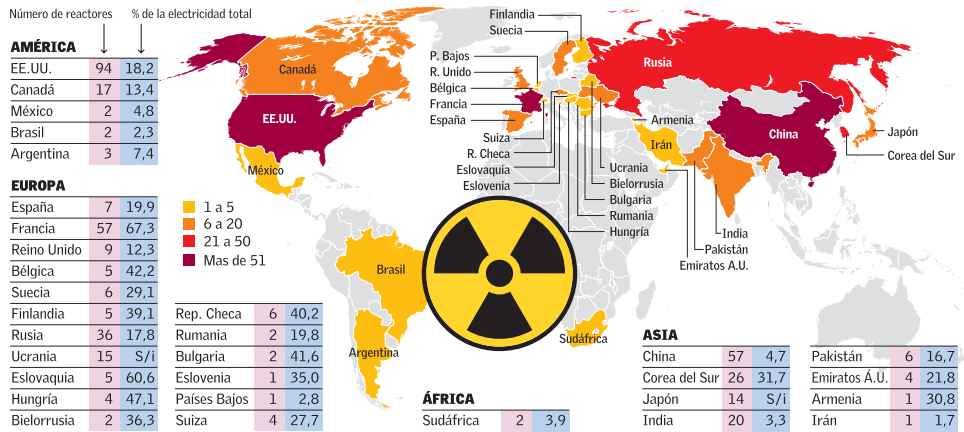 Número de reactores
% de la electricidad total
AMÉRICA
EE.UU. 94 18,2
Canadá 17 13,4
México 2 4,8
Brasil 2 2,3
Argentina 3 7,4
EUROPA
España 7 19,9
Francia 57 67,3
Reino Unido 9 12,3
Bélgica 5 42,2
Suecia 6 29,1
Finlandia 5 39,1
Rusia 36 17,8
Ucrania 15 S/i
Eslovaquia 5 60,6
Hungría 4 47,1
Bielorrusia 2 36,3
Rep. Checa 6 40,2
Rumania 2 19,8
Bulgaria 2 41,6
Eslovenia 1 35,0
Países Bajos 1 2,8
Suiza 4 27,7
1 a 5
6 a 20
21 a 50
Mas de 51
Canadá
EE.UU.
México
Brasil
Argentina
Finlandia
Suecia
P. Bajos
R. Unido
Bélgica
Francia
España
Suiza
R. Checa
Eslovaquia
Eslovenia
Ucrania
Bielorrusia
Bulgaria
Rumania
Hungría
Rusia
Armenia
Irán
China
Japón
Corea del Sur
India
Pakistán
Emiratos A.U.
Sudáfrica
ÁFRICA
Sudáfrica 2 3,9
ASIA
China 57 4,7
Corea del Sur 26 31,7
Japón 14 S/i
India 20 3,3
Pakistán 6 16,7
Emiratos Á.U. 4 21,8
Armenia 1 30,8
Irán 1 1,7